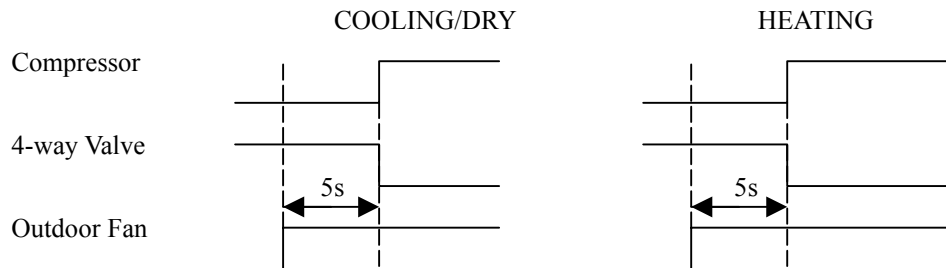 COOLING/DRY HEATING
Compressor
4-way Valve
5s 5s
Outdoor Fan